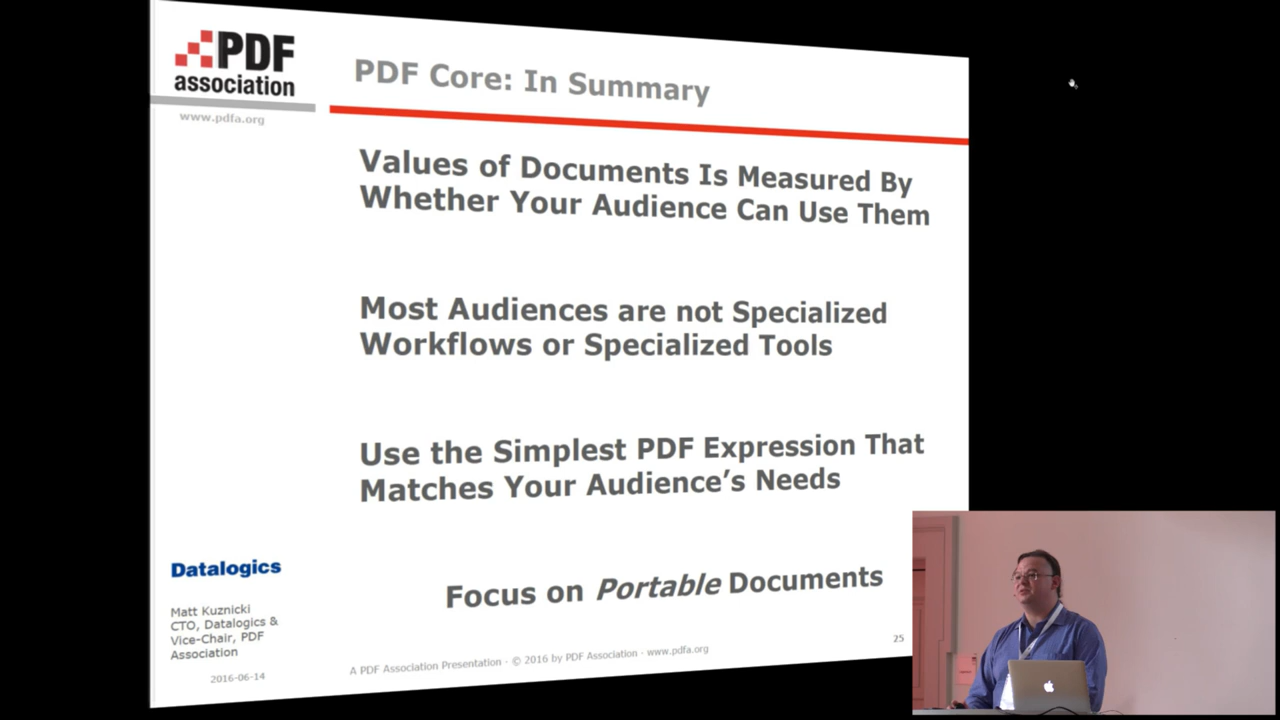 PDF
association
www.pdfa.org
PDF Core: In Summary
Values of Documents Is Measured By
Whether Your Audience Can Use Them
Most Audiences are not Specialized
Workflows or Specialized Tools
Use the Simplest PDF Expression That
Matches Your Audience’s Needs
Focus on Portable Documents
Datalogics
Matt Kuznicki
CTO, Datalogics &
Vice-Chair, PDF
Association
2016-06-14
A PDF Association Presentation · © 2016 by PDF Association · www.pdfa.org
25